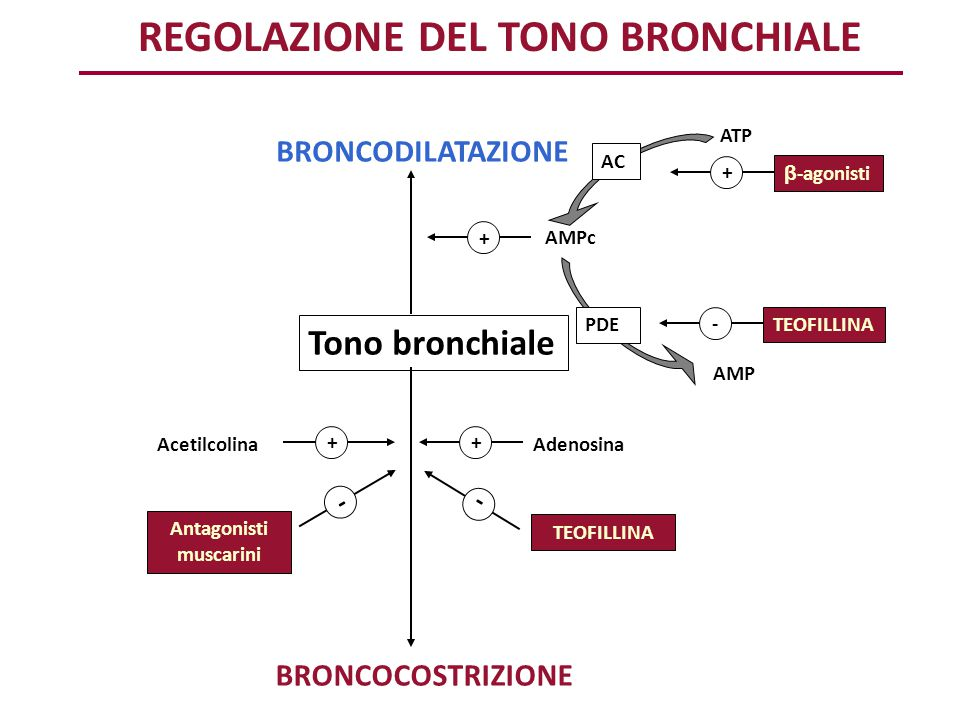 REGOLAZIONE DEL TONO BRONCHIALE
ATP
BRONCODILATAZIONE
AC
+
β-agonisti
+
AMPc
PDE
-
TEOFILLINA
Tono bronchiale
AMP
Acetilcolina
+
+
Adenosina
-
-
Antagonisti
muscarini
TEOFILLINA
BRONCOCOSTRIZIONE